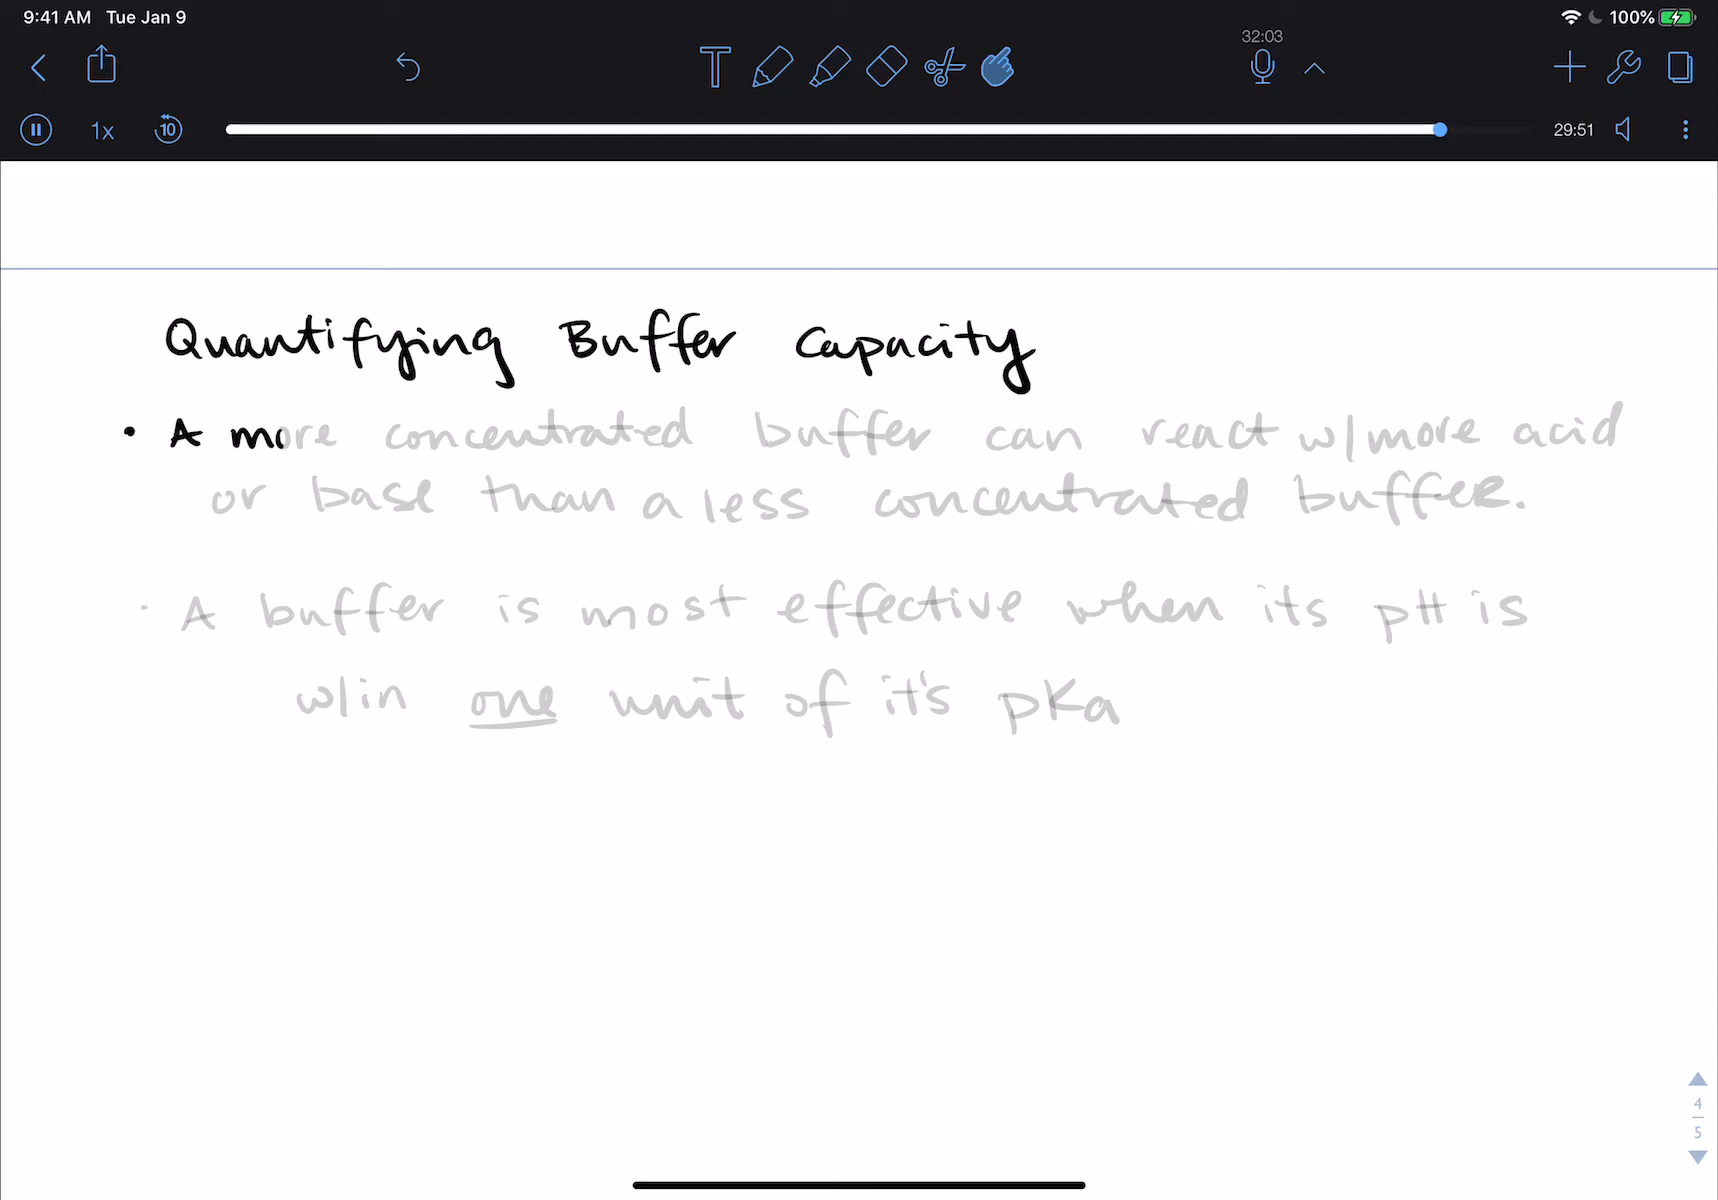 9:41 AM Tue Jan 9
100%
32:03
1x
10
29:51
Quantifying Buffer Capacity
• A more concentrated buffer can react w/more acid
or base than a less concentrated buffer.
· A buffer is most effective when its pH is
w/in one unit of it's pKa
4
5